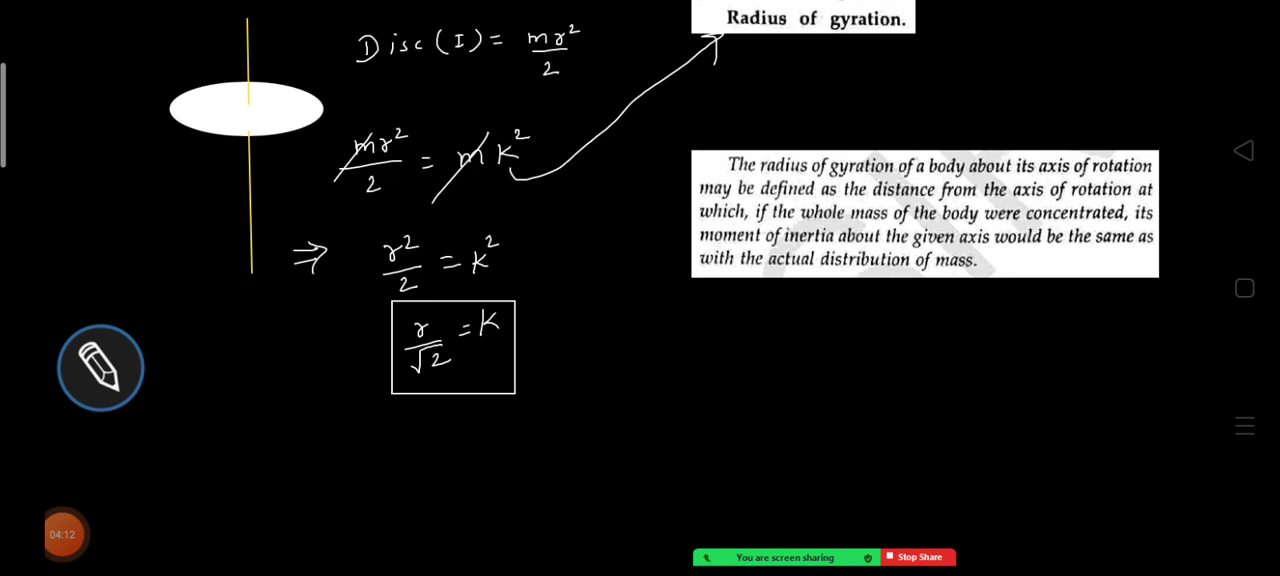 Radius of gyration.
Disc (I) = mr²/2
mr²/2 = mK²
⇒ r²/2 = K²
r/√2 = K
The radius of gyration of a body about its axis of rotation
may be defined as the distance from the axis of rotation at
which, if the whole mass of the body were concentrated, its
moment of inertia about the given axis would be the same as
with the actual distribution of mass.
04:12
You are screen sharing
Stop Share